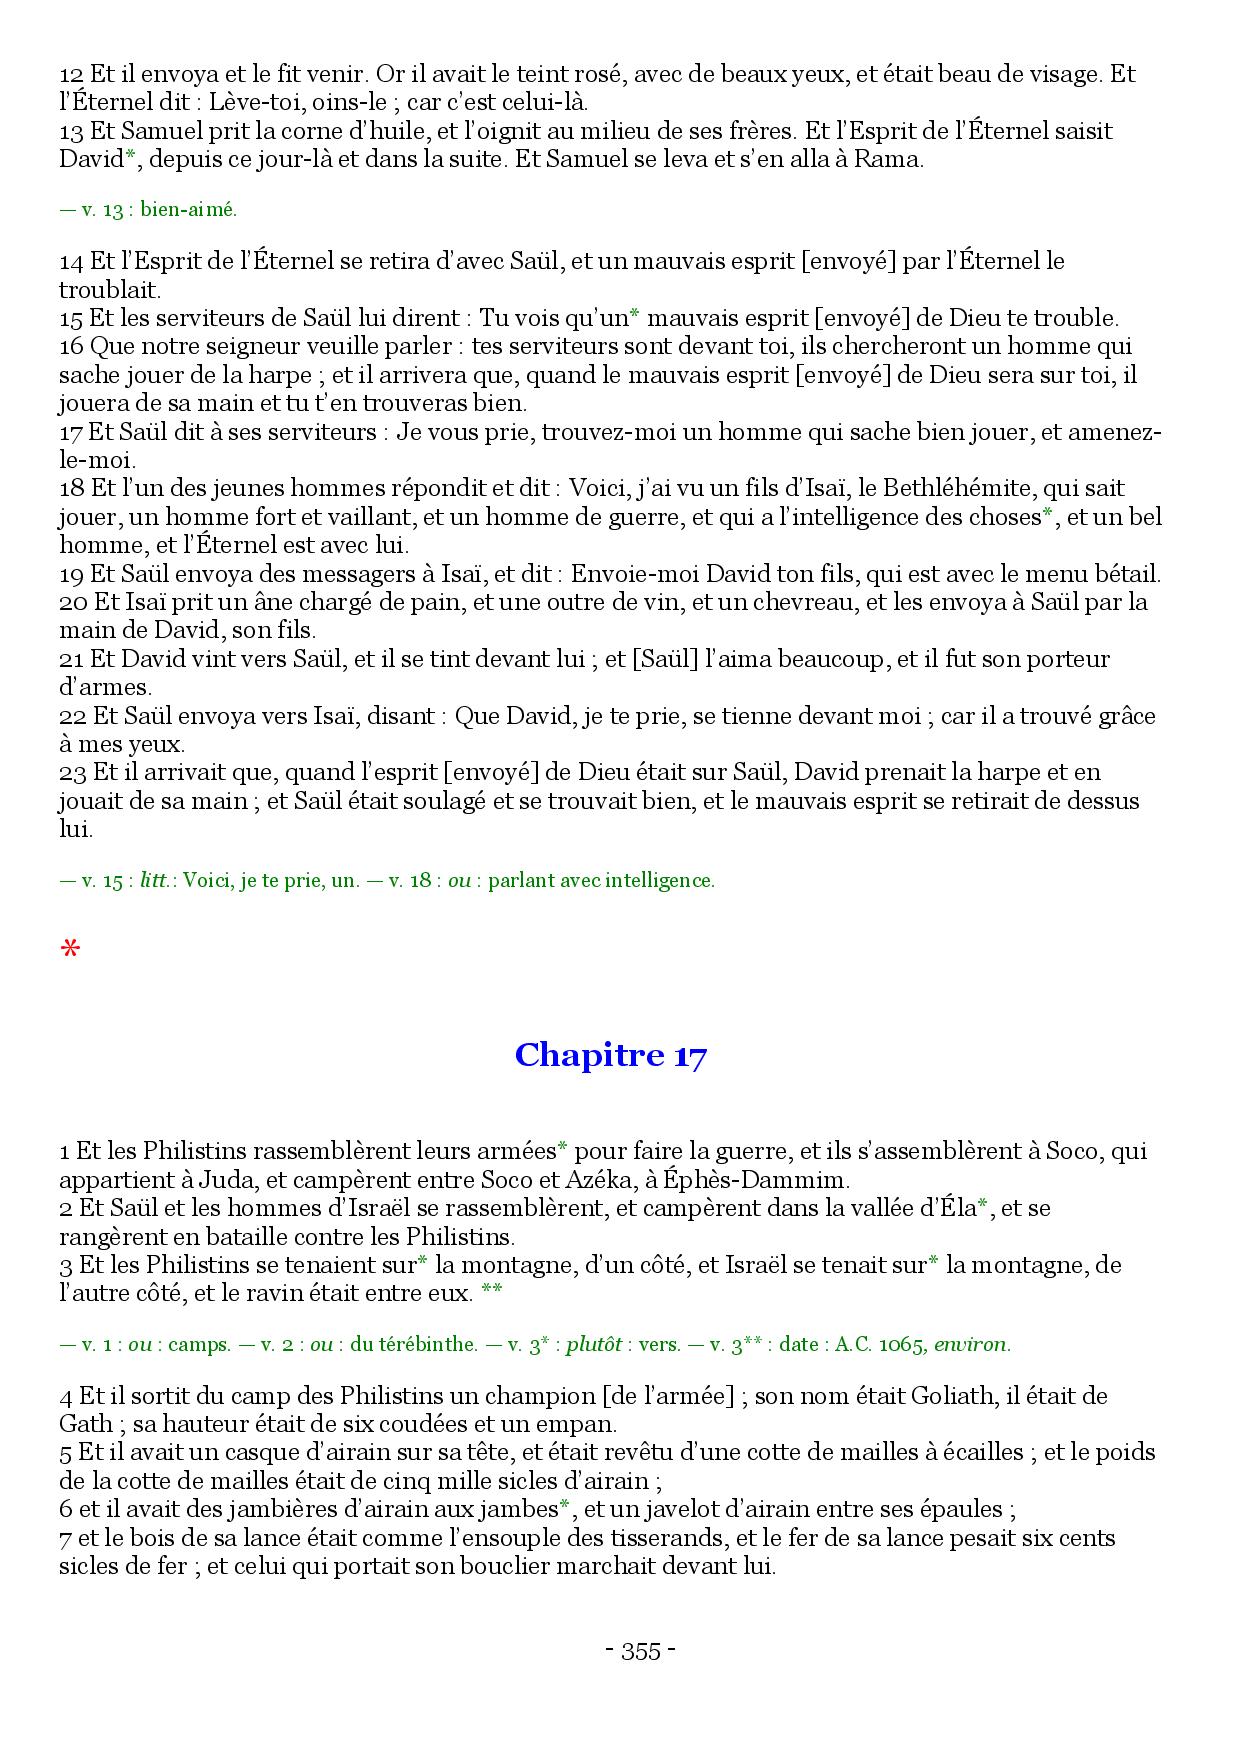 12 Et il envoya et le fit venir. Or il avait le teint rosé, avec de beaux yeux, et était beau de visage. Et
l’Éternel dit : Lève-toi, oins-le ; car c’est celui-là.
13 Et Samuel prit la corne d’huile, et l’oignit au milieu de ses frères. Et l’Esprit de l’Éternel saisit
David*, depuis ce jour-là et dans la suite. Et Samuel se leva et s’en alla à Rama.
— v. 13 : bien-aimé.
14 Et l’Esprit de l’Éternel se retira d’avec Saül, et un mauvais esprit [envoyé] par l’Éternel le
troublait.
15 Et les serviteurs de Saül lui dirent : Tu vois qu’un* mauvais esprit [envoyé] de Dieu te trouble.
16 Que notre seigneur veuille parler : tes serviteurs sont devant toi, ils chercheront un homme qui
sache jouer de la harpe ; et il arrivera que, quand le mauvais esprit [envoyé] de Dieu sera sur toi, il
jouera de sa main et tu t’en trouveras bien.
17 Et Saül dit à ses serviteurs : Je vous prie, trouvez-moi un homme qui sache bien jouer, et amenez-
le-moi.
18 Et l’un des jeunes hommes répondit et dit : Voici, j’ai vu un fils d’Isaï, le Bethléhémite, qui sait
jouer, un homme fort et vaillant, et un homme de guerre, et qui a l’intelligence des choses*, et un bel
homme, et l’Éternel est avec lui.
19 Et Saül envoya des messagers à Isaï, et dit : Envoie-moi David ton fils, qui est avec le menu bétail.
20 Et Isaï prit un âne chargé de pain, et une outre de vin, et un chevreau, et les envoya à Saül par la
main de David, son fils.
21 Et David vint vers Saül, et il se tint devant lui ; et [Saül] l’aima beaucoup, et il fut son porteur
d’armes.
22 Et Saül envoya vers Isaï, disant : Que David, je te prie, se tienne devant moi ; car il a trouvé grâce
à mes yeux.
23 Et il arrivait que, quand l’esprit [envoyé] de Dieu était sur Saül, David prenait la harpe et en
jouait de sa main ; et Saül était soulagé et se trouvait bien, et le mauvais esprit se retirait de dessus
lui.
— v. 15 : litt.: Voici, je te prie, un. — v. 18 : ou : parlant avec intelligence.
*
Chapitre 17
1 Et les Philistins rassemblèrent leurs armées* pour faire la guerre, et ils s’assemblèrent à Soco, qui
appartient à Juda, et campèrent entre Soco et Azéka, à Éphès-Dammim.
2 Et Saül et les hommes d’Israël se rassemblèrent, et campèrent dans la vallée d’Éla*, et se
rangèrent en bataille contre les Philistins.
3 Et les Philistins se tenaient sur* la montagne, d’un côté, et Israël se tenait sur* la montagne, de
l’autre côté, et le ravin était entre eux. **
— v. 1 : ou : camps. — v. 2 : ou : du térébinthe. — v. 3* : plutôt : vers. — v. 3** : date : A.C. 1065, environ.
4 Et il sortit du camp des Philistins un champion [de l’armée] ; son nom était Goliath, il était de
Gath ; sa hauteur était de six coudées et un empan.
5 Et il avait un casque d’airain sur sa tête, et était revêtu d’une cotte de mailles à écailles ; et le poids
de la cotte de mailles était de cinq mille sicles d’airain ;
6 et il avait des jambières d’airain aux jambes*, et un javelot d’airain entre ses épaules ;
7 et le bois de sa lance était comme l’ensouple des tisserands, et le fer de sa lance pesait six cents
sicles de fer ; et celui qui portait son bouclier marchait devant lui.
- 355 -